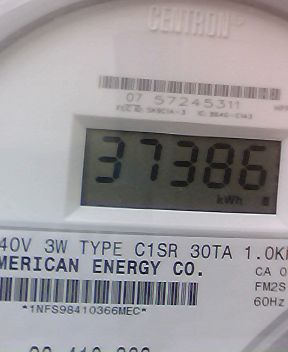 CENTRON
07 57245311
37386
kWh
40V 3W TYPE C1SR 30TA 1.0K
MERICAN ENERGY CO.
CA 0
FM2S
60Hz
*1NFS98410366MEC*